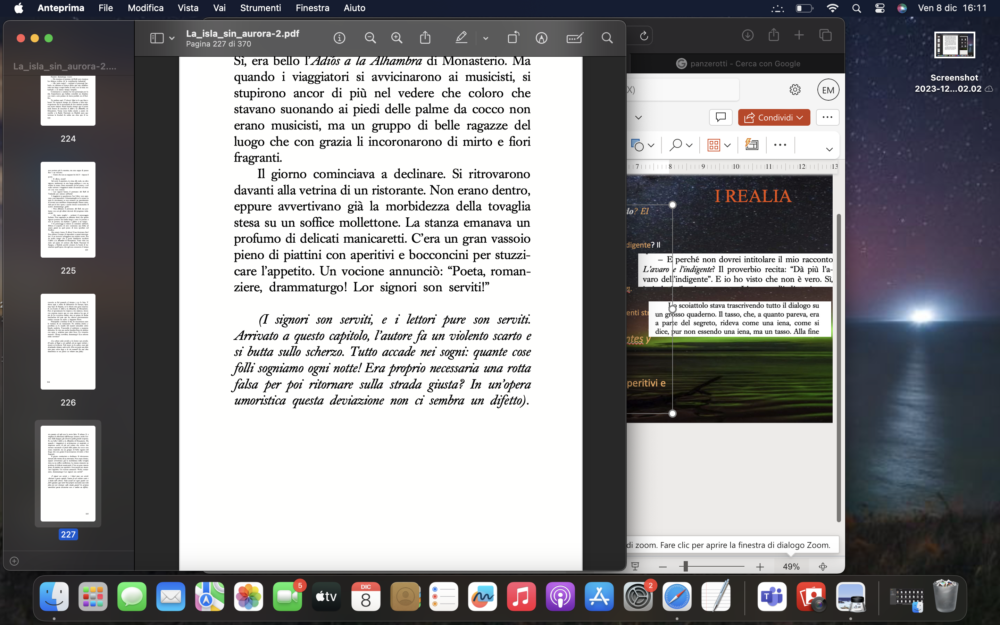 Anteprima File Modifica Vista Vai Strumenti Finestra Aiuto
Ven 8 dic 16:11
La_isla_sin_aurora-2....
224
225
226
227
La_isla_sin_aurora-2.pdf
Pagina 227 di 370
Sì, era bello l'Adíos a la Alhambra di Monasterio. Ma
quando i viaggiatori si avvicinarono ai musicisti, si
stupirono ancor di più nel vedere che coloro che
stavano suonando ai piedi delle palme da cocco non
erano musicisti, ma un gruppo di belle ragazze del
luogo che con grazia li incoronarono di mirto e fiori
fragranti.
Il giorno cominciava a declinare. Si ritrovarono
davanti alla vetrina di un ristorante. Non erano dentro,
eppure avvertivano già la morbidezza della tovaglia
stesa su un soffice mollettone. La stanza emanava un
profumo di delicati manicaretti. C'era un gran vassoio
pieno di piattini con aperitivi e bocconcini per stuzzi-
care l'appetito. Un vocione annunciò: “Poeta, roman-
ziere, drammaturgo! Lor signori son serviti!”
(I signori son serviti, e i lettori pure son serviti.
Arrivato a questo capitolo, l'autore fa un violento scarto e
si butta sullo scherzo. Tutto accade nei sogni: quante cose
folli sogniamo ogni notte! Era proprio necessaria una rotta
falsa per poi ritornare sulla strada giusta? In un'opera
umoristica questa deviazione non ci sembra un difetto).
panzerotti - Cerca con Google
X)
EM
Condividi
7 8 9 10 11 12 13
I REALIA
do? El
digente? Il
– E perché non dovrei intitolare il mio racconto
L'avaro e l'indigente? Il proverbio recita: “Dà più l'a-
varo dell'indigente”. E io ho visto che non è vero. Sì,
n.
enti str
Lo scoiattolo stava trascrivendo tutto il dialogo su
un grosso quaderno. Il tasso, che, a quanto pareva, era
a parte del segreto, rideva come una iena, come si
dice, pur non essendo una iena, ma un tasso. Alla fine
ntes y
peritivi e
di zoom. Fare clic per aprire la finestra di dialogo Zoom.
49%
Screenshot
2023-12...02.02
5
tv
DIC
8
2
T